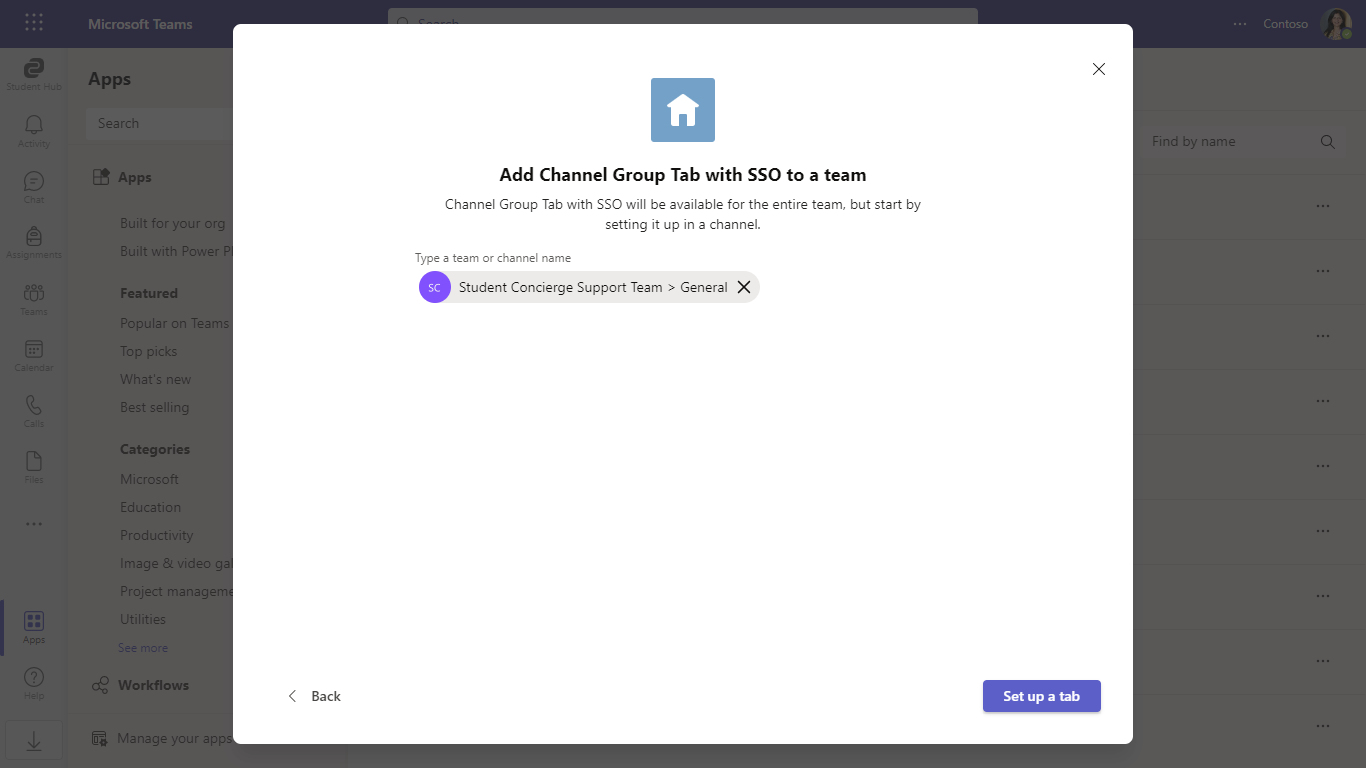 Microsoft Teams
Search
Contoso
Student Hub
Activity
Chat
Assignments
Teams
Calendar
Calls
Files
Apps
Help
Apps
Search
Apps
Built for your org
Built with Power Pl
Featured
Popular on Teams
Top picks
What's new
Best selling
Categories
Microsoft
Education
Productivity
Image & video gal
Project manageme
Utilities
See more
Workflows
Manage your apps
Find by name
Add Channel Group Tab with SSO to a team
Channel Group Tab with SSO will be available for the entire team, but start by
setting it up in a channel.
Type a team or channel name
SC
Student Concierge Support Team > General
Back
Set up a tab